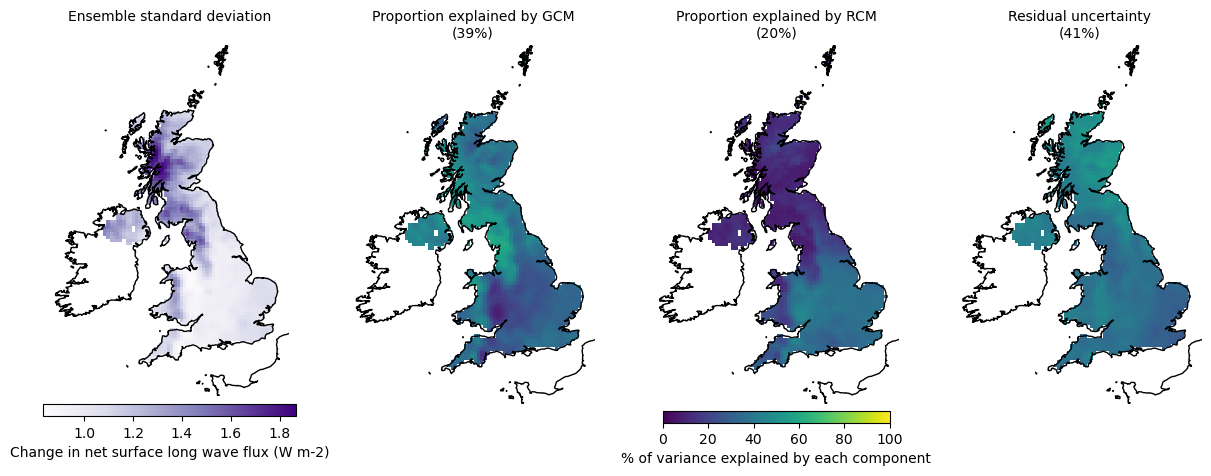 Ensemble standard deviation
Proportion explained by GCM
(39%)
Proportion explained by RCM
(20%)
Residual uncertainty
(41%)
1.0 1.2 1.4 1.6 1.8
Change in net surface long wave flux (W m-2)
0 20 40 60 80 100
% of variance explained by each component